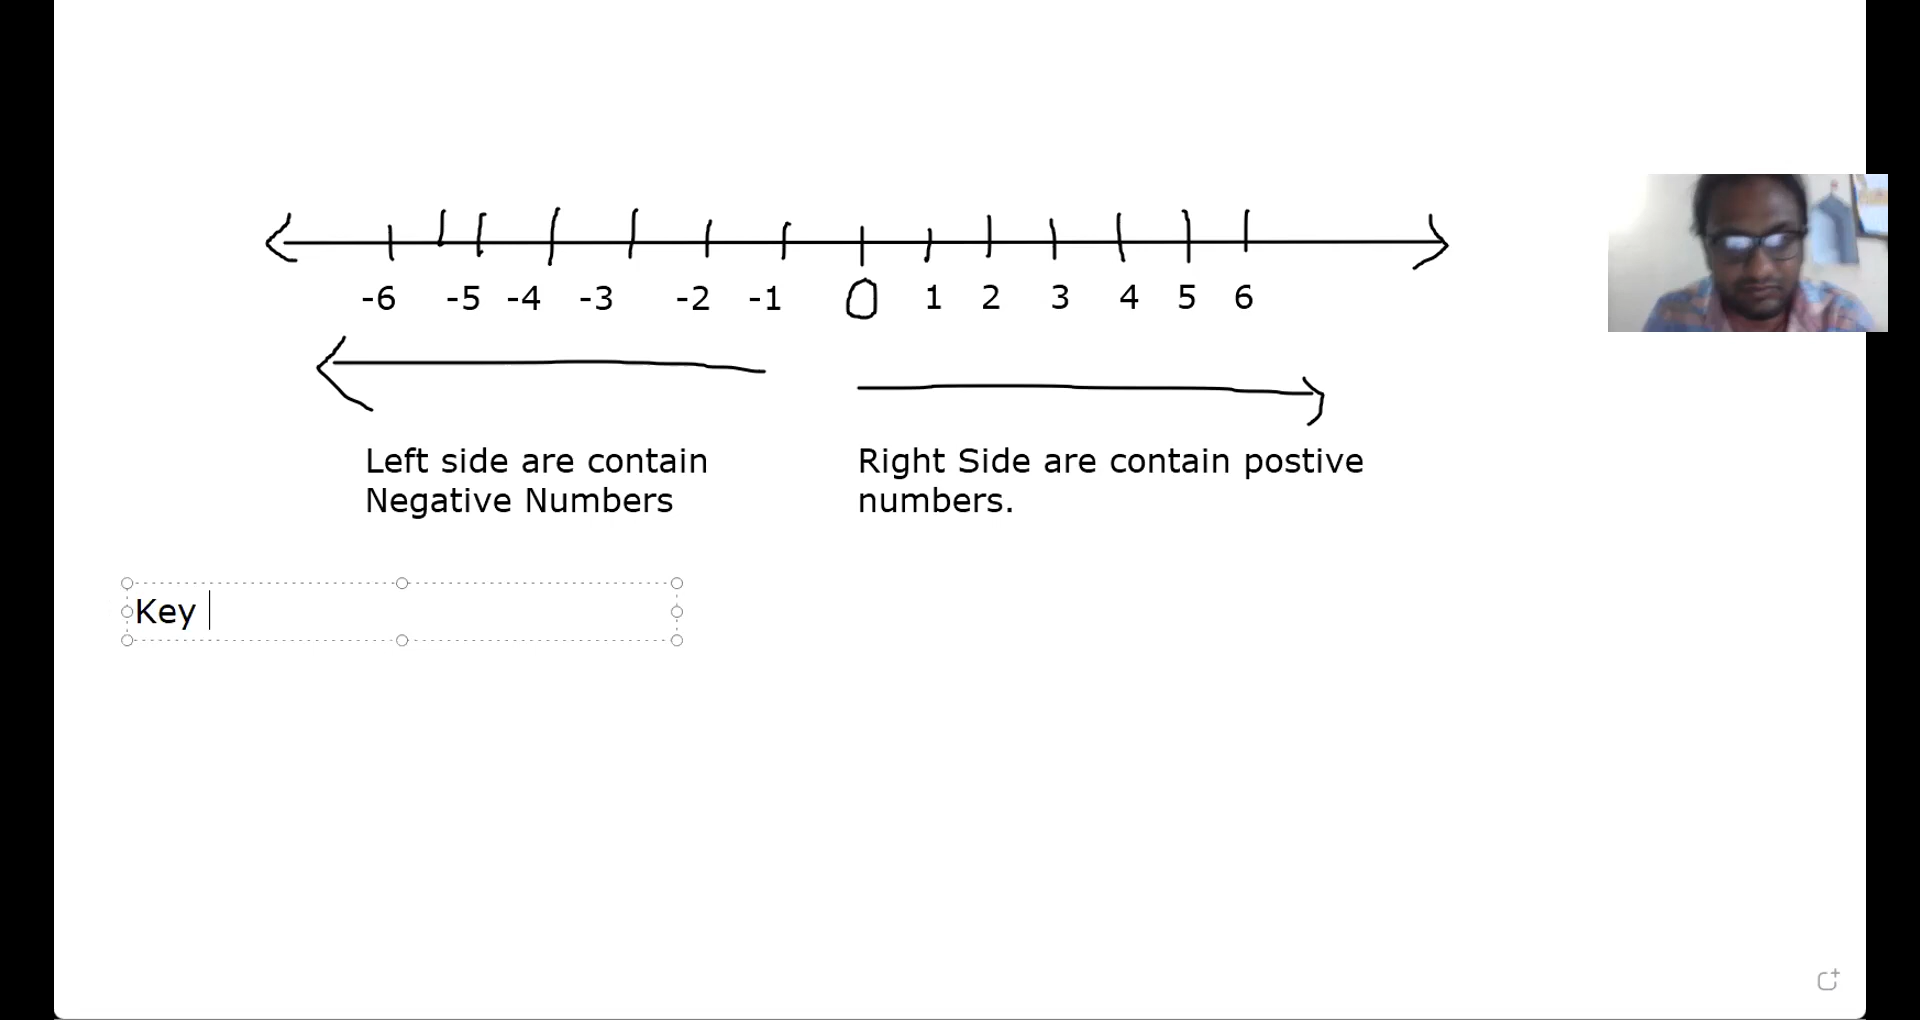 -6 -5 -4 -3 -2 -1 0 1 2 3 4 5 6
Left side are contain
Negative Numbers
Right Side are contain postive
numbers.
Key